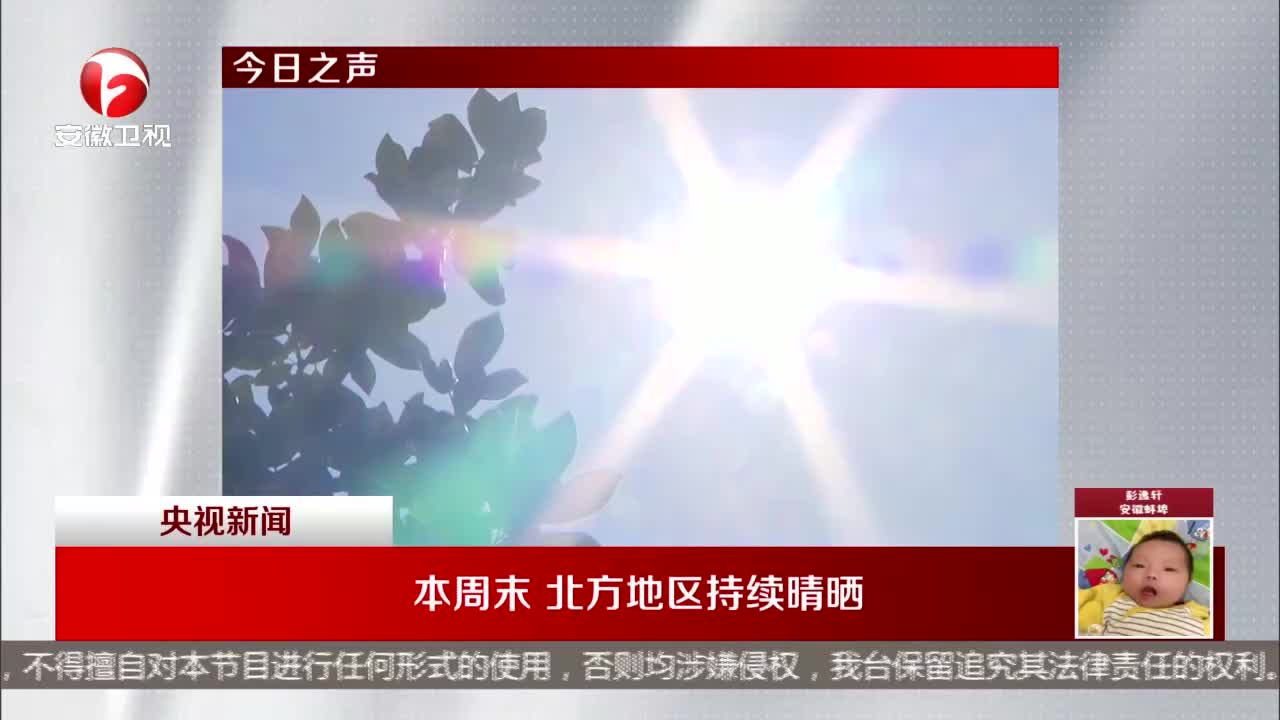 今日之声
安徽卫视
央视新闻
彭逸轩
安徽蚌埠
本周末 北方地区持续晴晒
，不得擅自对本节目进行任何形式的使用，否则均涉嫌侵权，我台保留追究其法律责任的权利。